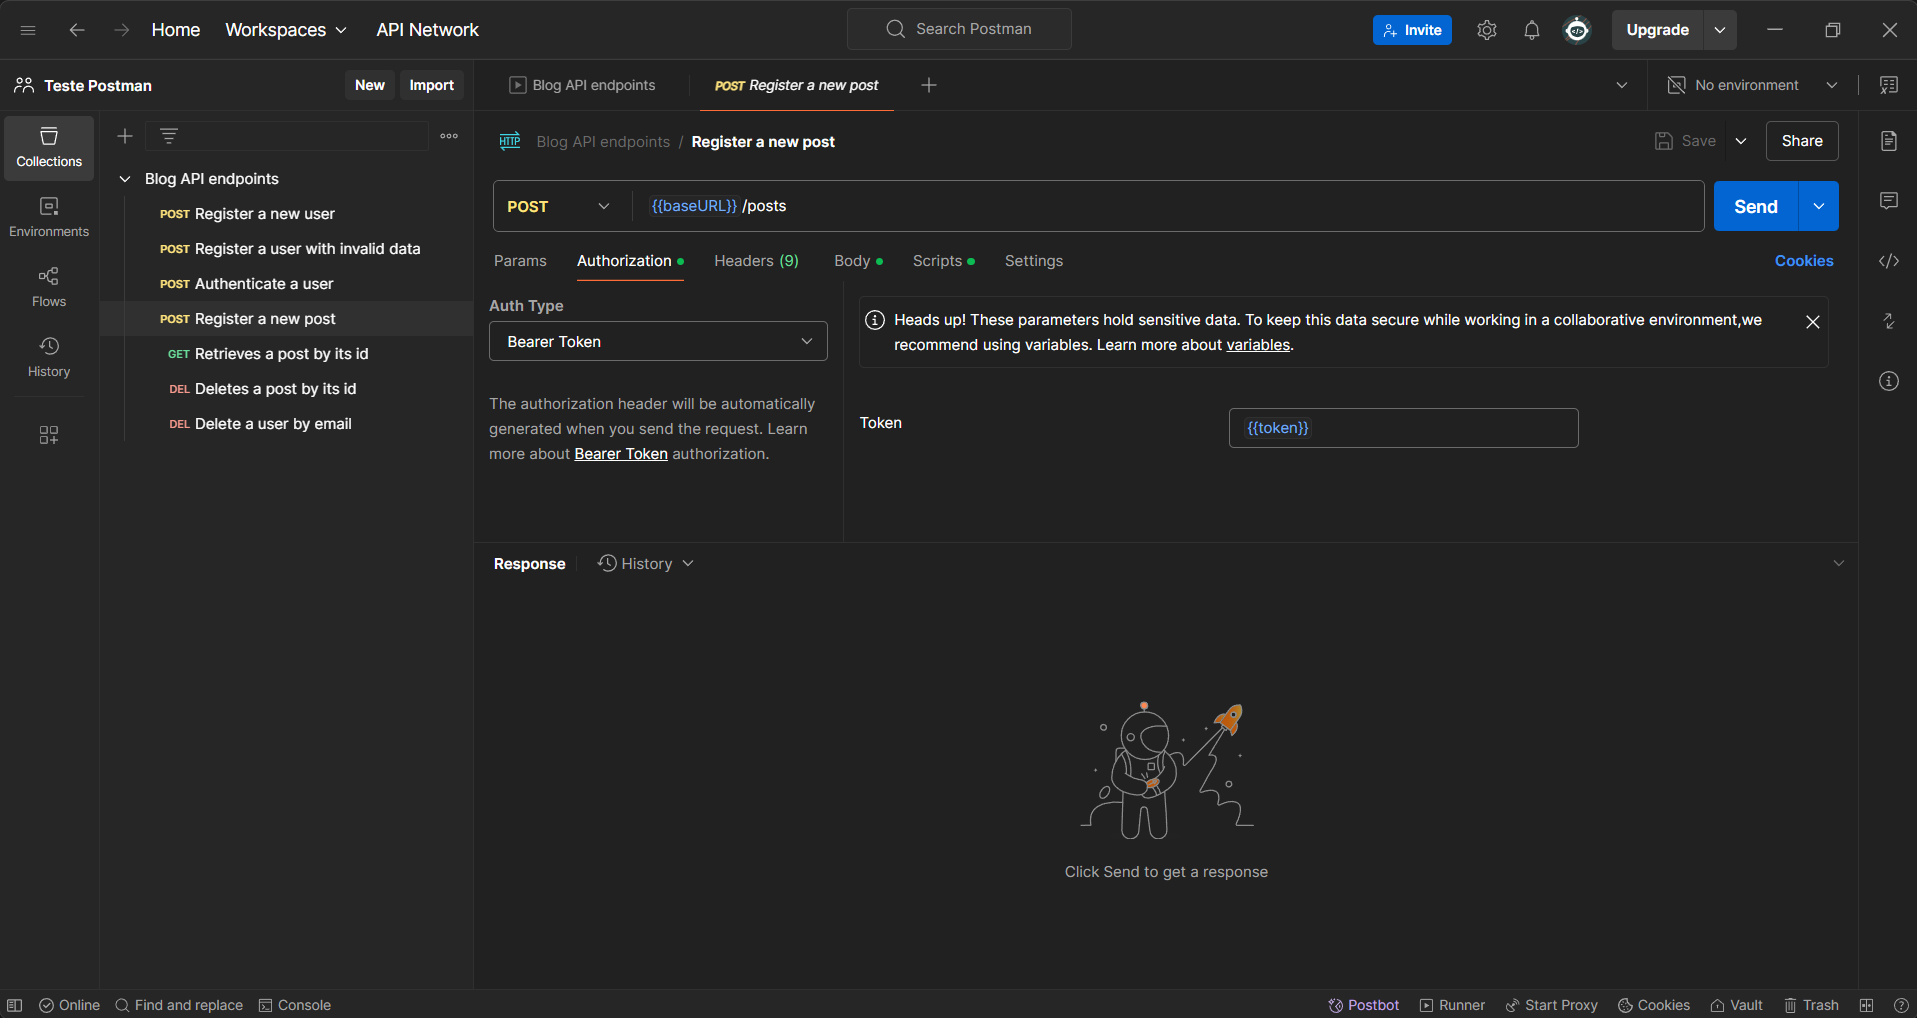 Home Workspaces API Network Search Postman Invite Upgrade
Teste Postman New Import Blog API endpoints POST Register a new post No environment
Collections
Environments
Flows
History
Blog API endpoints
POST Register a new user
POST Register a user with invalid data
POST Authenticate a user
POST Register a new post
GET Retrieves a post by its id
DEL Deletes a post by its id
DEL Delete a user by email
HTTP Blog API endpoints / Register a new post Save Share
POST {{baseURL}} /posts Send
Params Authorization Headers (9) Body Scripts Settings Cookies
Auth Type
Bearer Token
The authorization header will be automatically
generated when you send the request. Learn
more about Bearer Token authorization.
Heads up! These parameters hold sensitive data. To keep this data secure while working in a collaborative environment,we
recommend using variables. Learn more about variables.
Token {{token}}
Response History
Click Send to get a response
Online Find and replace Console Postbot Runner Start Proxy Cookies Vault Trash